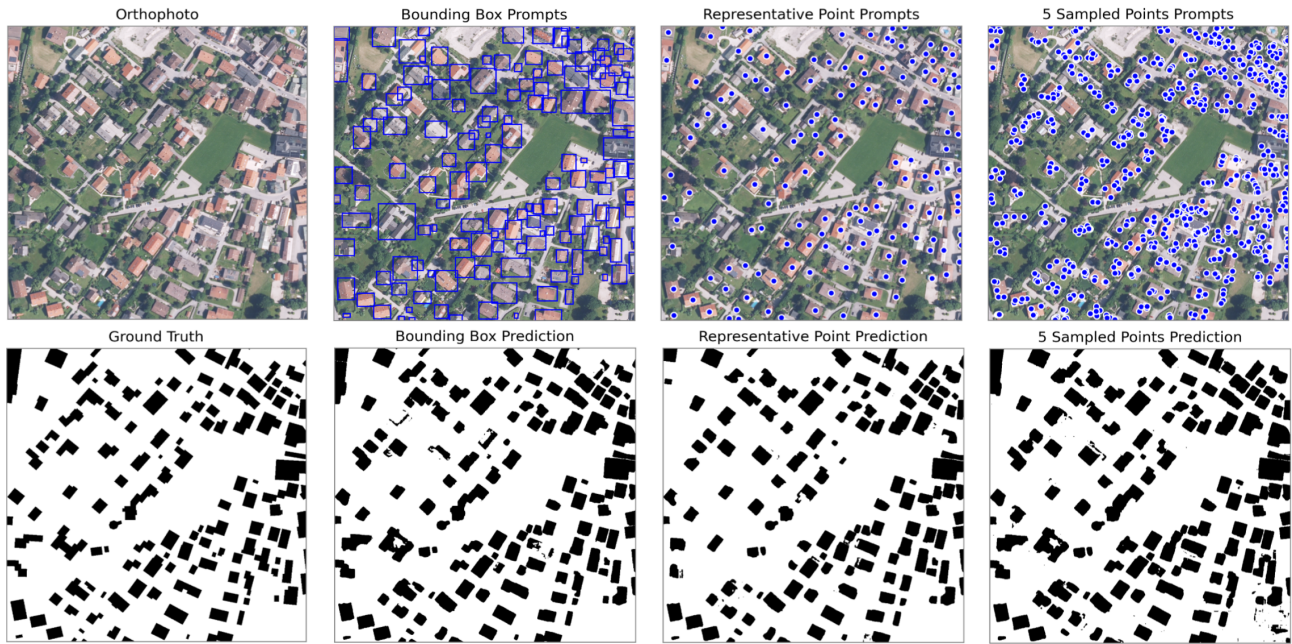 Orthophoto
Bounding Box Prompts
Representative Point Prompts
5 Sampled Points Prompts
Ground Truth
Bounding Box Prediction
Representative Point Prediction
5 Sampled Points Prediction